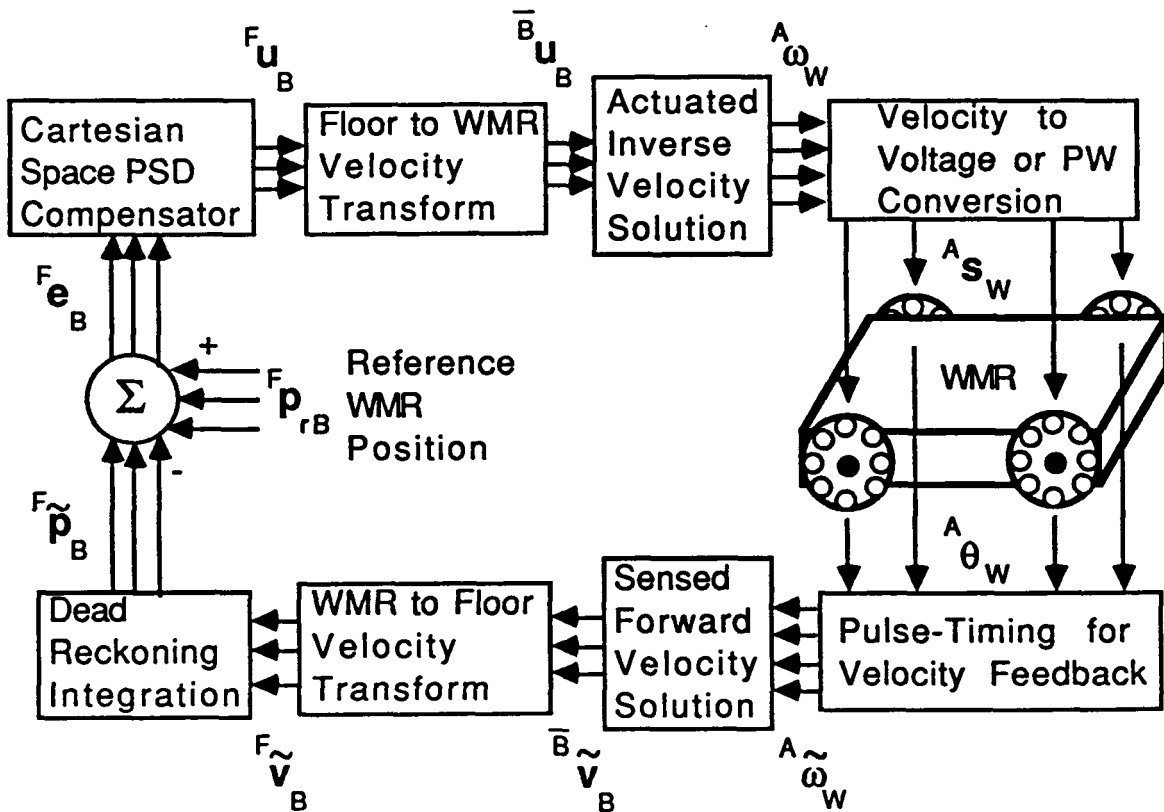 F u B
B̅ u B
A ω W
Cartesian
Space PSD
Compensator
Floor to WMR
Velocity
Transform
Actuated
Inverse
Velocity
Solution
Velocity to
Voltage or PW
Conversion
A s W
F e B
+
Σ
-
F p rB
Reference
WMR
Position
WMR
F p̃ B
A θ W
Dead
Reckoning
Integration
WMR to Floor
Velocity
Transform
Sensed
Forward
Velocity
Solution
Pulse-Timing for
Velocity Feedback
F ṽ B
B̅ ṽ B
A ω̃ W